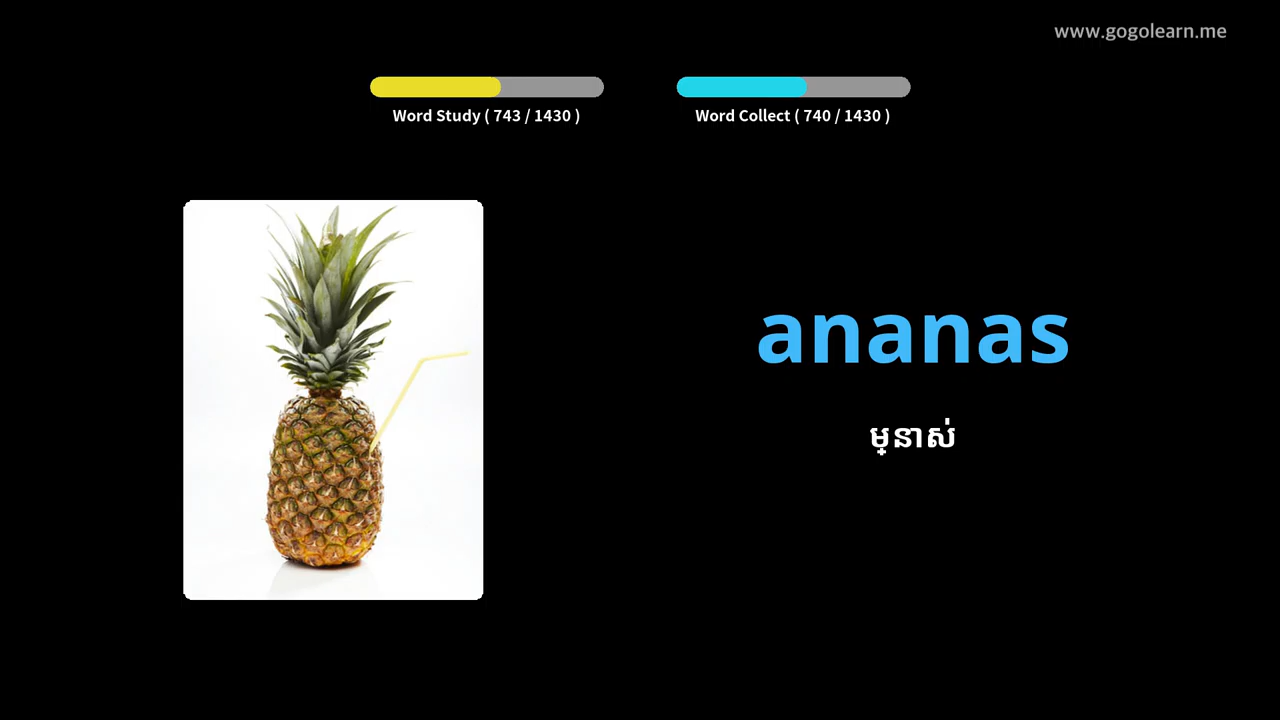 www.gogolearn.me
Word Study ( 743 / 1430 )
Word Collect ( 740 / 1430 )
ananas
ម្នាស់